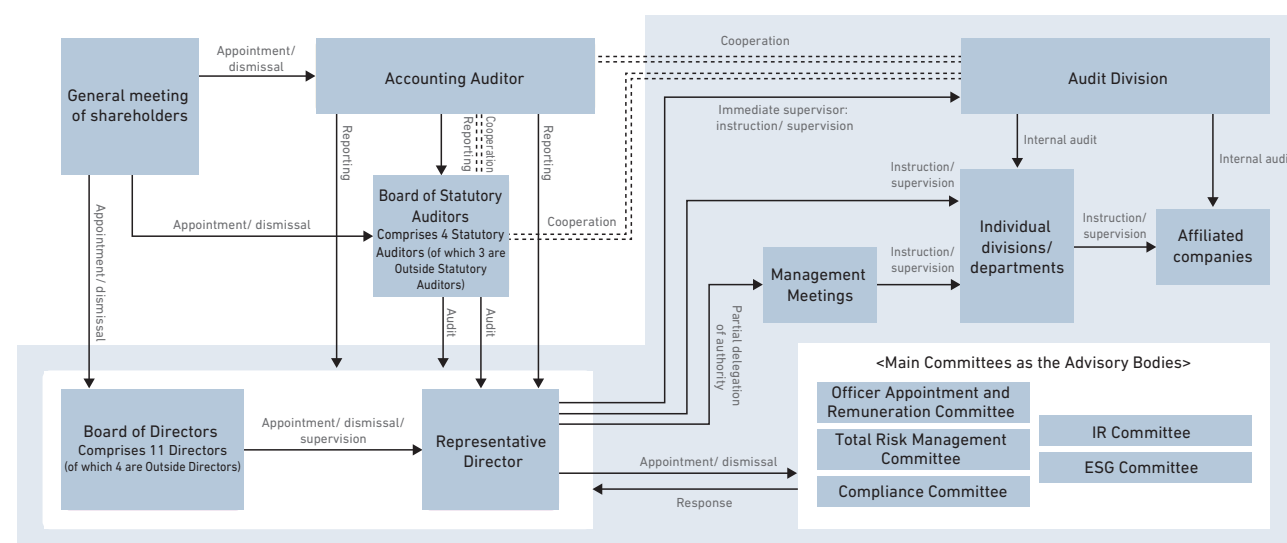 General meeting
of shareholders
Appointment/
dismissal
Accounting Auditor
Cooperation
Audit Division
Immediate supervisor:
instruction/ supervision
Reporting
Reporting
Cooperation
Reporting
Internal audit
Internal audit
Appointment/ dismissal
Appointment/ dismissal
Board of Statutory
Auditors
Comprises 4 Statutory
Auditors (of which 3 are
Outside Statutory
Auditors)
Cooperation
Instruction/
supervision
Individual
divisions/
departments
Instruction/
supervision
Affiliated
companies
Management
Meetings
Instruction/
supervision
Audit
Audit
Partial delegation
of authority
Board of Directors
Comprises 11 Directors
(of which 4 are Outside Directors)
Appointment/ dismissal/
supervision
Representative
Director
Appointment/ dismissal
Response
<Main Committees as the Advisory Bodies>
Officer Appointment and
Remuneration Committee
Total Risk Management
Committee
Compliance Committee
IR Committee
ESG Committee